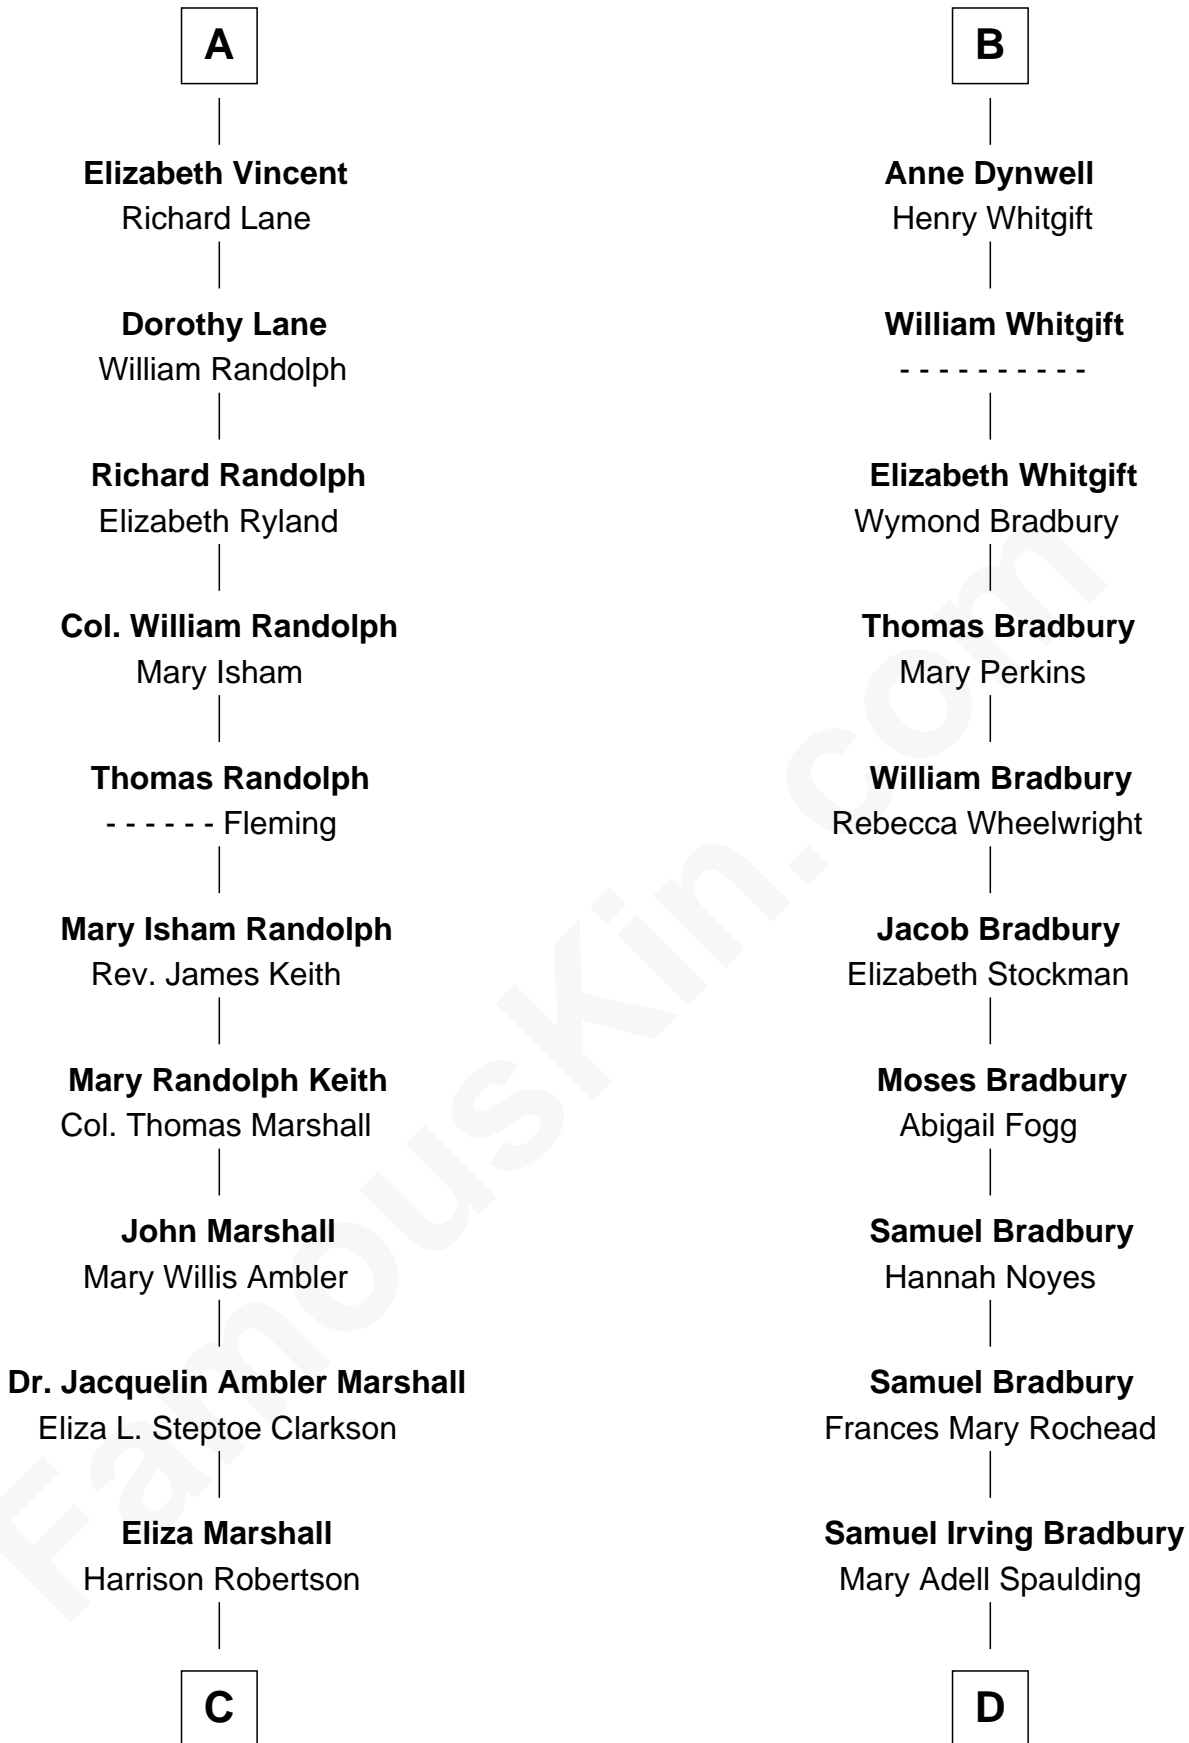 A
Elizabeth Vincent
Richard Lane
Dorothy Lane
William Randolph
Richard Randolph
Elizabeth Ryland
Col. William Randolph
Mary Isham
Thomas Randolph
- - - - - - Fleming
Mary Isham Randolph
Rev. James Keith
Mary Randolph Keith
Col. Thomas Marshall
John Marshall
Mary Willis Ambler
Dr. Jacquelin Ambler Marshall
Eliza L. Steptoe Clarkson
Eliza Marshall
Harrison Robertson
C
B
Anne Dynwell
Henry Whitgift
William Whitgift
- - - - - - - - - -
Elizabeth Whitgift
Wymond Bradbury
Thomas Bradbury
Mary Perkins
William Bradbury
Rebecca Wheelwright
Jacob Bradbury
Elizabeth Stockman
Moses Bradbury
Abigail Fogg
Samuel Bradbury
Hannah Noyes
Samuel Bradbury
Frances Mary Rochead
Samuel Irving Bradbury
Mary Adell Spaulding
D
FamousKin.com